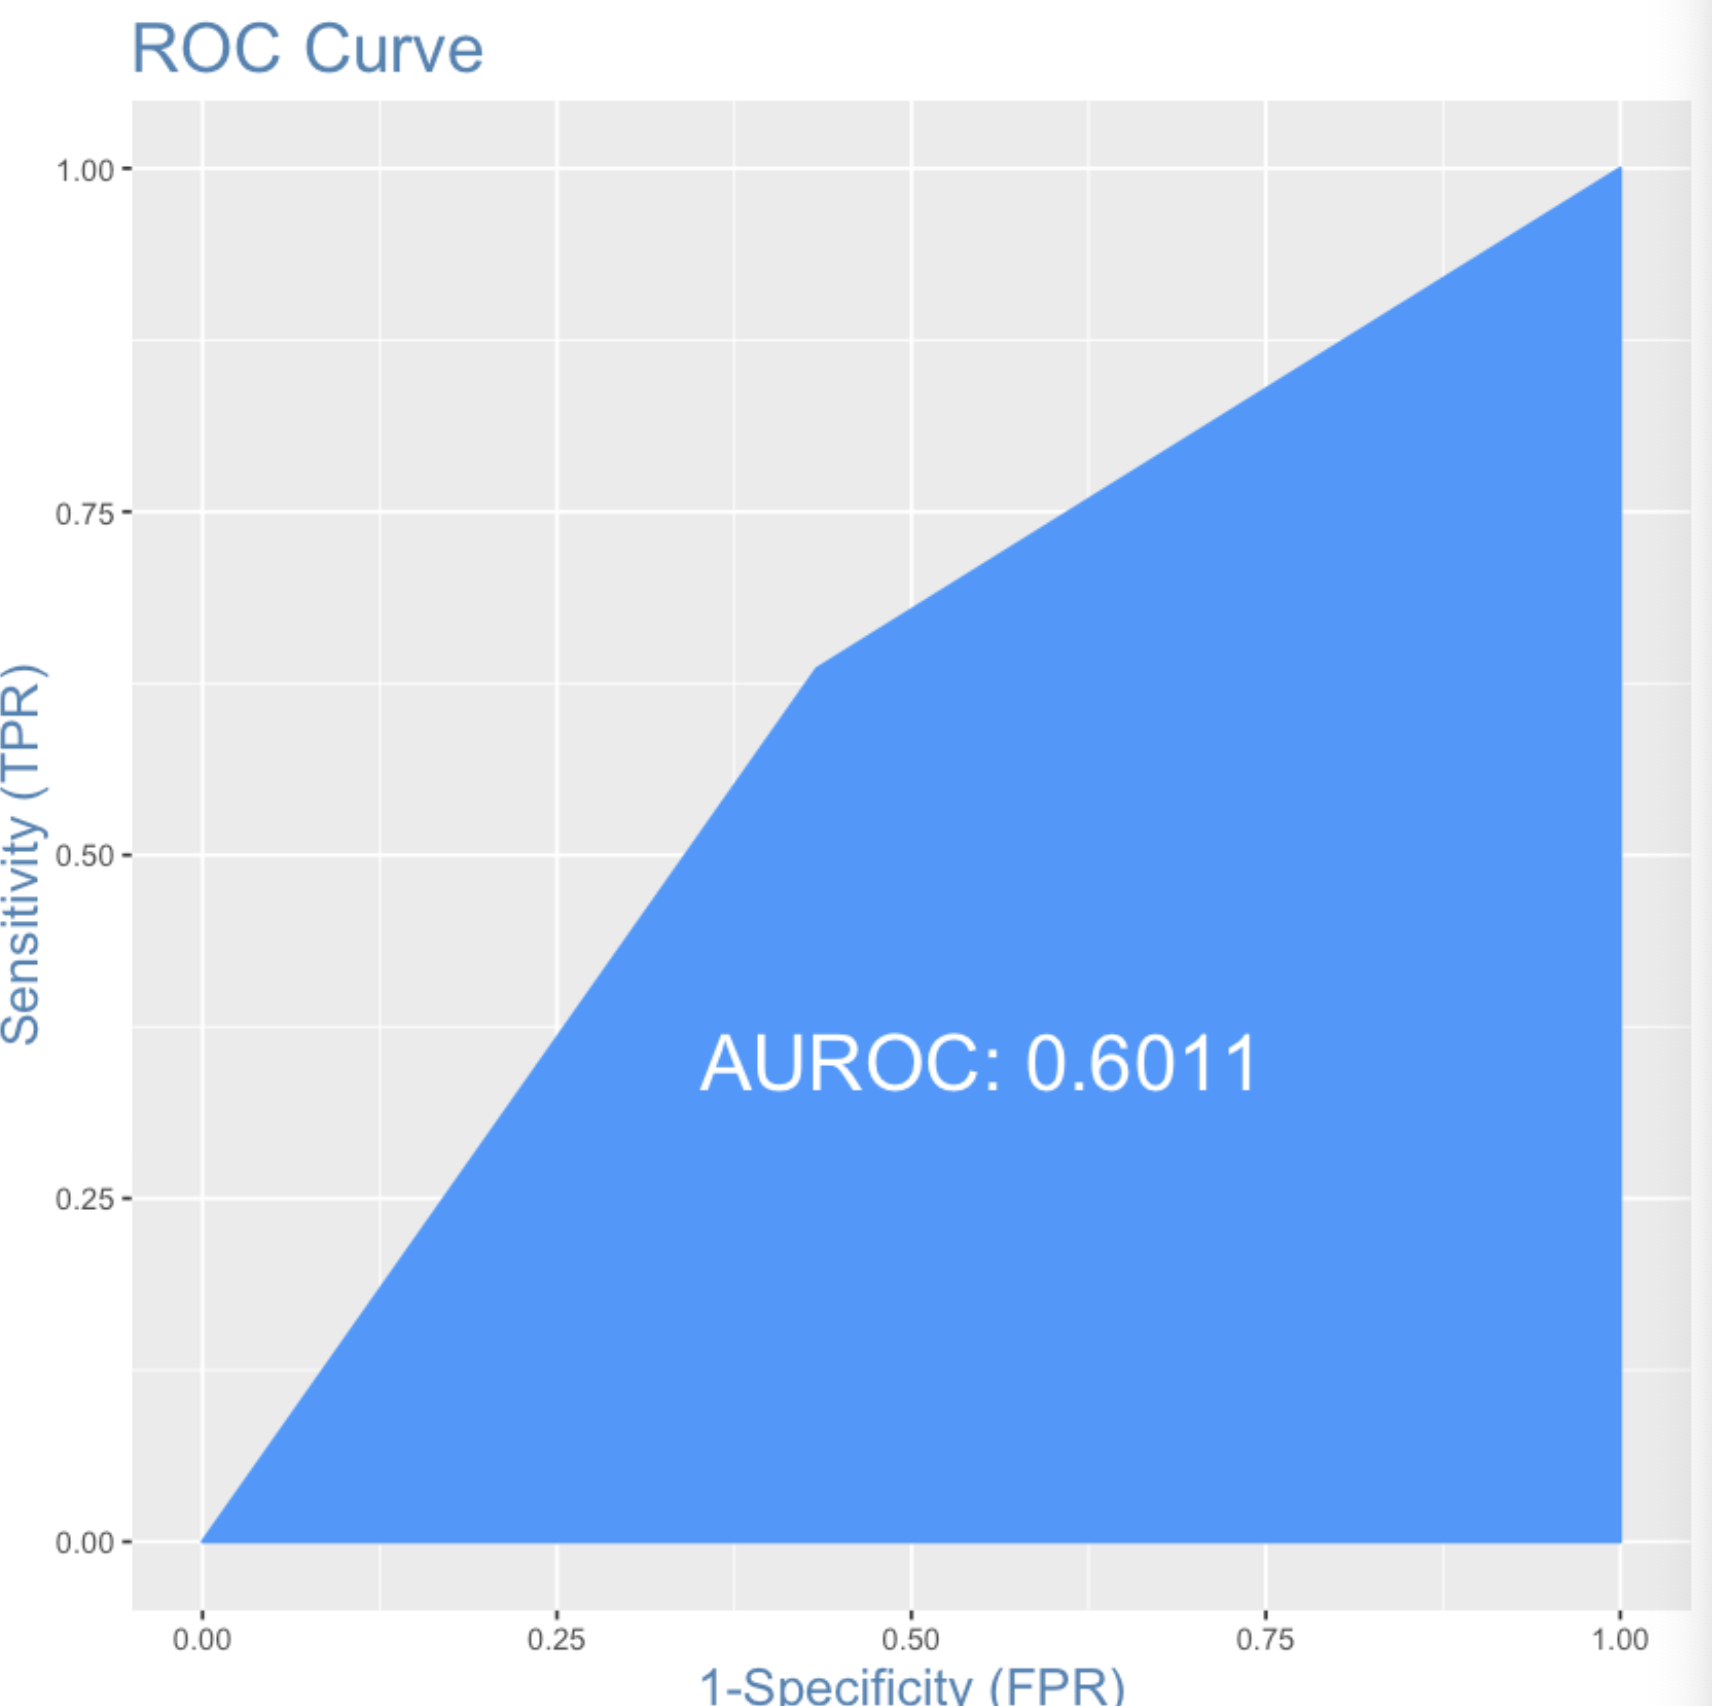 ROC Curve
1.00
0.75
0.50
0.25
0.00
Sensitivity (TPR)
AUROC: 0.6011
0.00 0.25 0.50 0.75 1.00
1-Specificity (FPR)